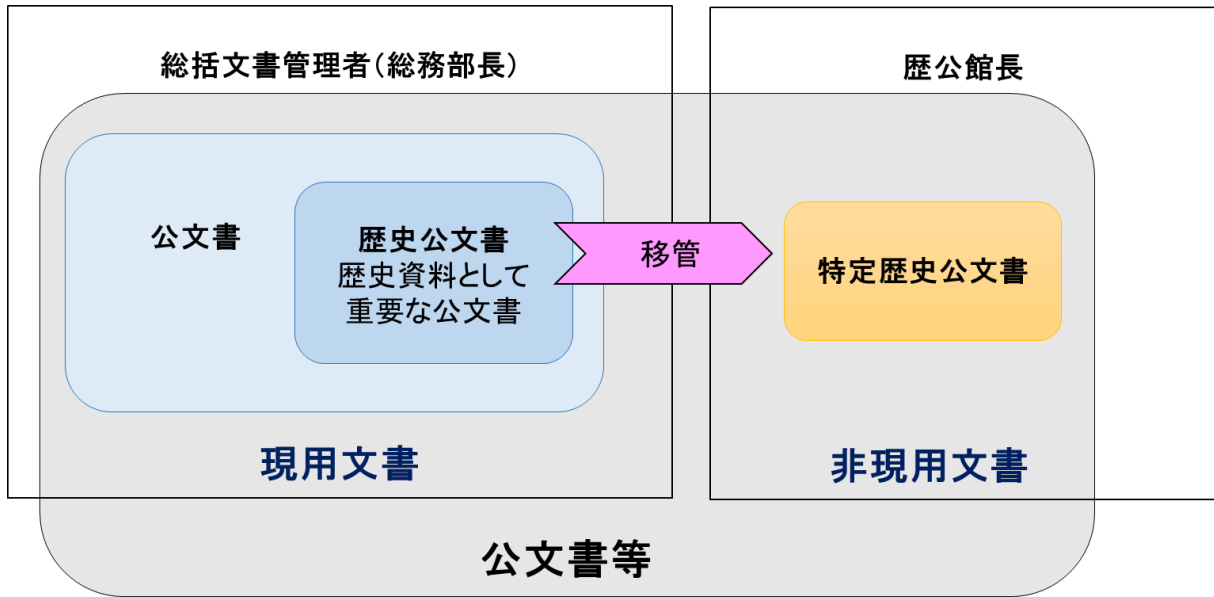 総括文書管理者(総務部長)
歴公館長
公文書
歴史公文書
歴史資料として
重要な公文書
移管
特定歴史公文書
現用文書
非現用文書
公文書等